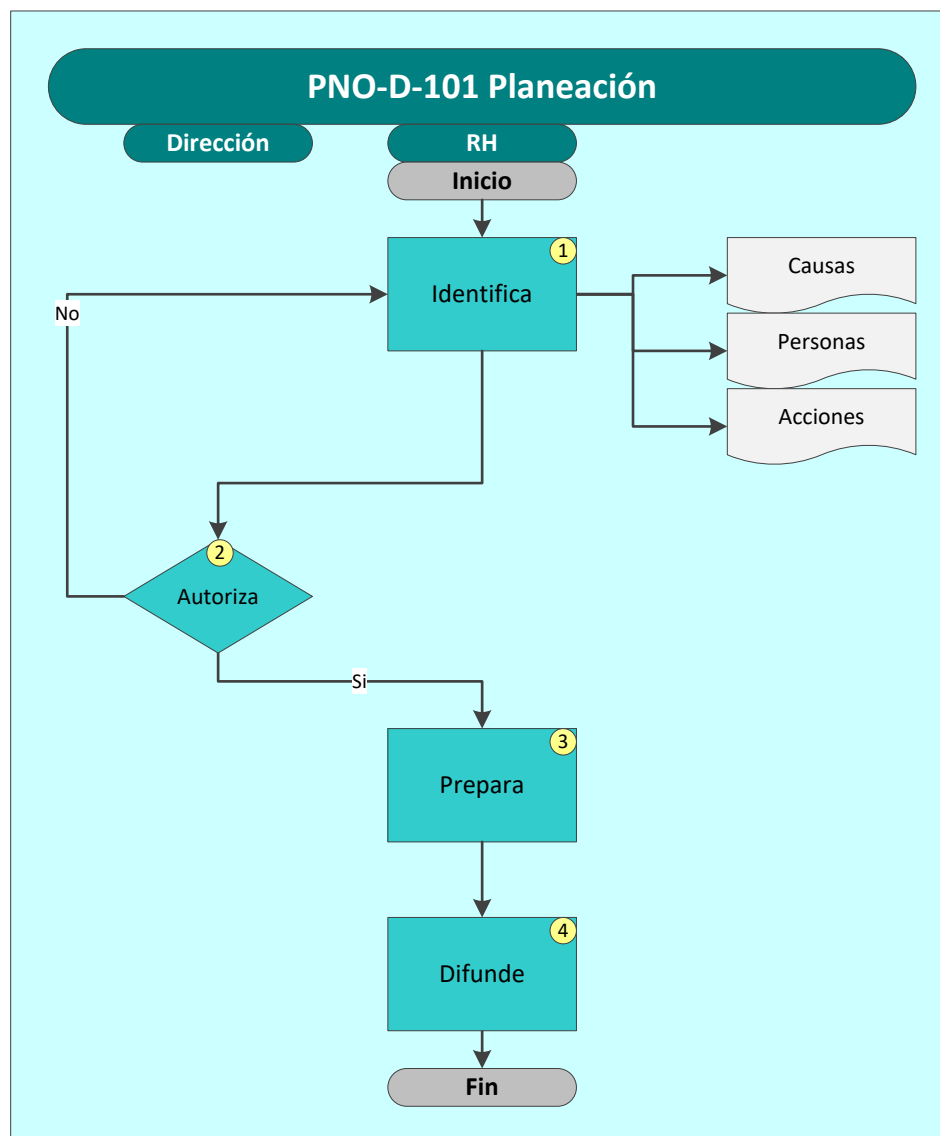 PNO-D-101 Planeación
Dirección
RH
Inicio
1
Identifica
Causas
Personas
Acciones
No
2
Autoriza
Si
3
Prepara
4
Difunde
Fin